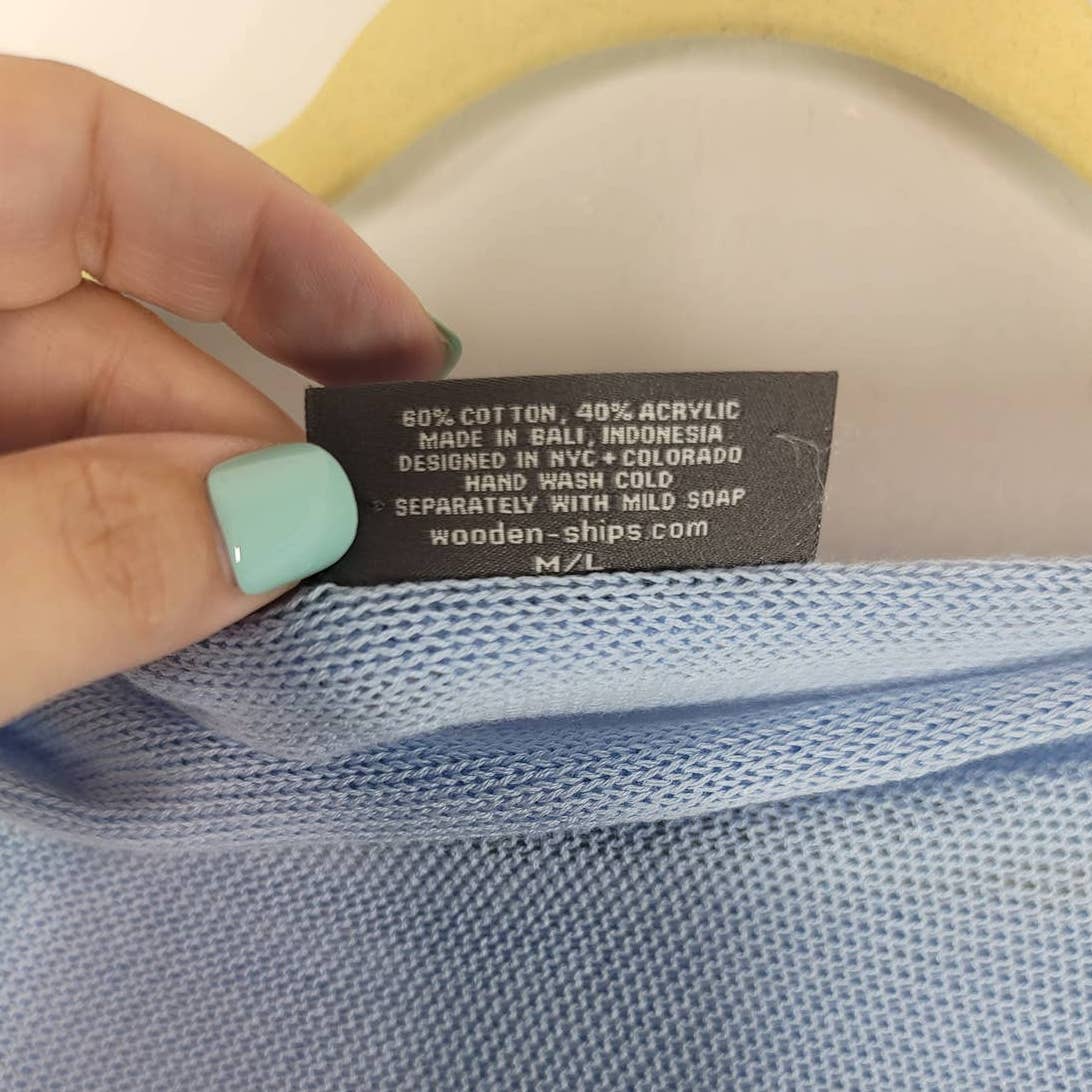 60% COTTON, 40% ACRYLIC
MADE IN BALI, INDONESIA
DESIGNED IN NYC + COLORADO
HAND WASH COLD
SEPARATELY WITH MILD SOAP
wooden-ships.com
M/L